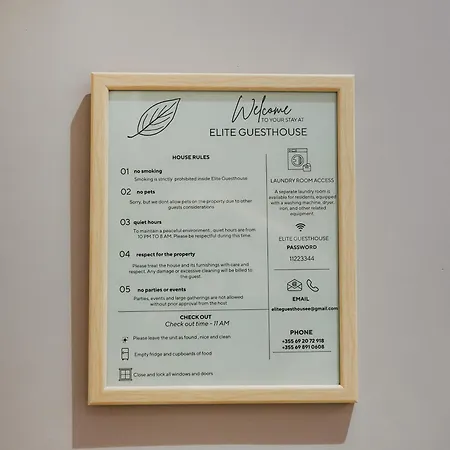 Welcome
TO YOUR STAY AT
ELITE GUESTHOUSE
HOUSE RULES
01 no smoking
Smoking is strictly prohibited inside Elite Guesthouse.
02 no pets
Sorry, but we dont allow pets on the property due to other
guests considerations
03 quiet hours
To maintain a peaceful environment, quiet hours are from
10 PM TO 8 AM. Please be respectful during this time.
04 respect for the property
Please treat the house and its furnishings with care and
respect. Any damage or excessive cleaning will be billed to
the guest.
05 no parties or events
Parties, events and large gatherings are not allowed
without prior approval from the host.
CHECK OUT
Check out time - 11 AM
Please leave the unit as found, nice and clean
Empty fridge and cupboards of food
Close and lock all windows and doors
LAUNDRY ROOM ACCESS
A separate laundry room is
available for residents, equipped
with a washing machine, dryer,
iron, and other related
equipment.
ELITE GUESTHOUSE
PASSWORD
11223344
EMAIL
eliteguesthousee@gmail.com
PHONE
+355 69 20 72 918
+355 69 891 0608